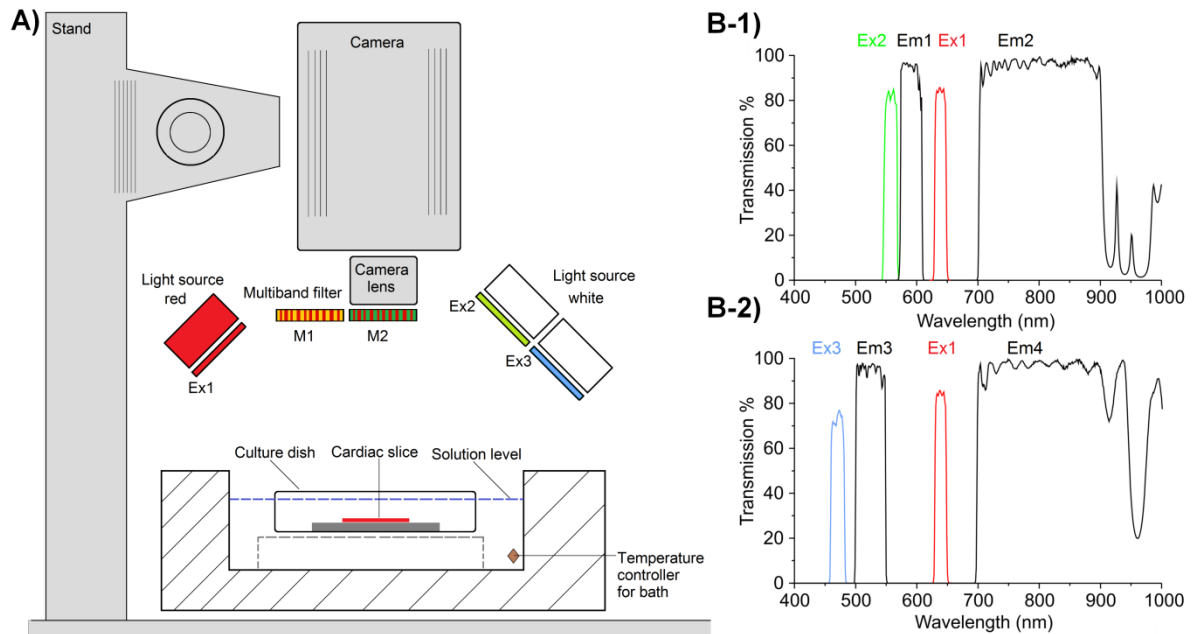 A)
Stand
Camera
Camera
lens
Light source
red
Multiband filter
M1
M2
Ex1
Ex2
Ex3
Light source
white
Culture dish
Cardiac slice
Solution level
Temperature
controller
for bath
B-1)
Ex2 Em1 Ex1 Em2
Transmission %
100
80
60
40
20
0
400 500 600 700 800 900 1000
Wavelength (nm)
B-2)
Ex3 Em3 Ex1 Em4
Transmission %
100
80
60
40
20
0
400 500 600 700 800 900 1000
Wavelength (nm)